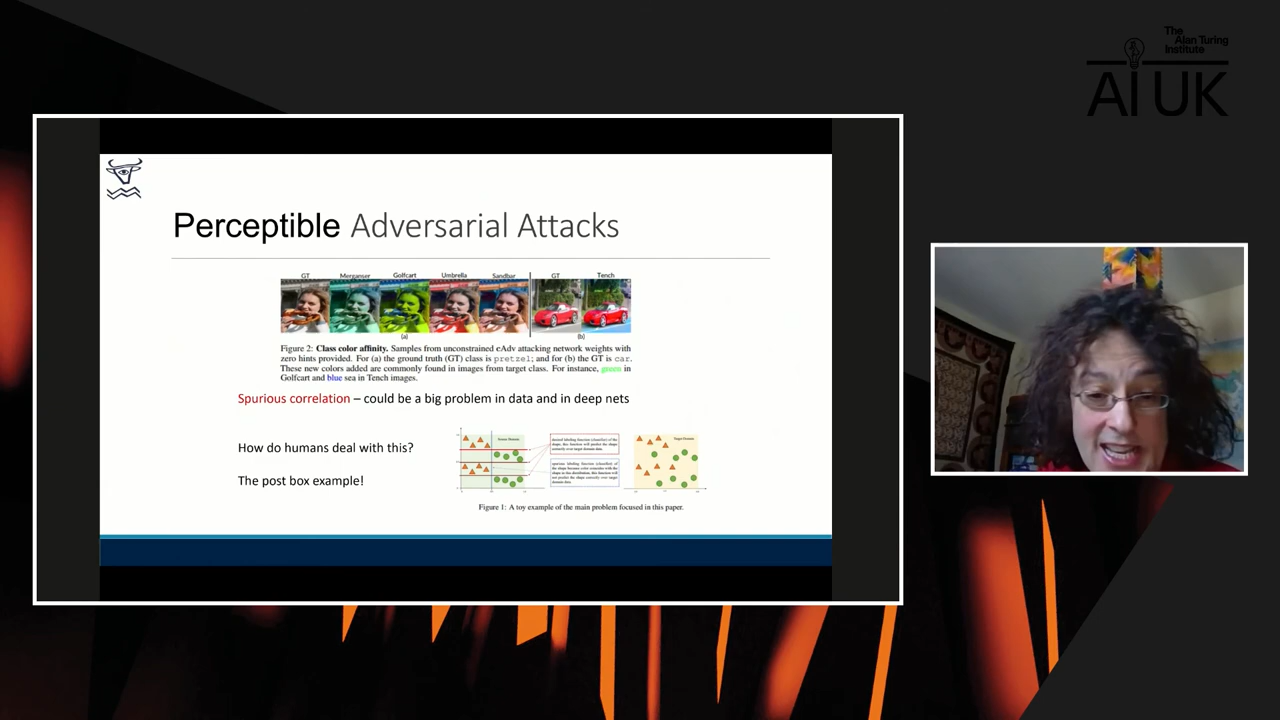 The
Alan Turing
Institute
AI UK
Perceptible Adversarial Attacks
GT Merganser Golfcart Umbrella Sandbar GT Tench
(a) (b)
Figure 2: Class color affinity. Samples from unconstrained cAdv attacking network weights with
zero hints provided. For (a) the ground truth (GT) class is pretzel; and for (b) the GT is car.
These new colors added are commonly found in images from target class. For instance, green in
Golfcart and blue sea in Tench images.
Spurious correlation – could be a big problem in data and in deep nets
How do humans deal with this?
The post box example!
Figure 1: A toy example of the main problem focused in this paper.